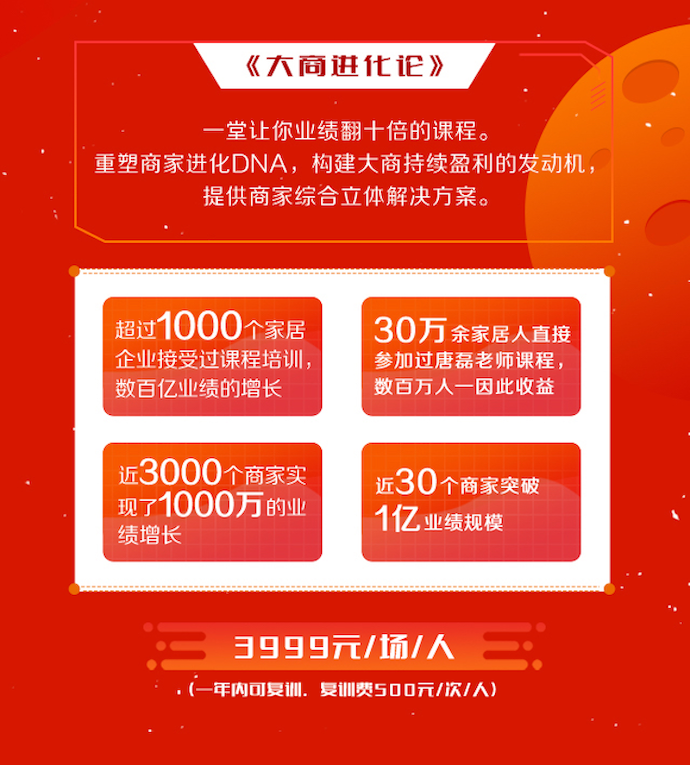 《大商进化论》
一堂让你业绩翻十倍的课程。
重塑商家进化DNA，构建大商持续盈利的发动机，
提供商家综合立体解决方案。
超过1000个家居
企业接受过课程培训，
数百亿业绩的增长
30万余家居人直接
参加过唐磊老师课程，
数百万人一因此收益
近3000个商家实
现了1000万的业
绩增长
近30个商家突破
1亿业绩规模
3999元/场/人
(一年内可复训．复训费500元/次/人)